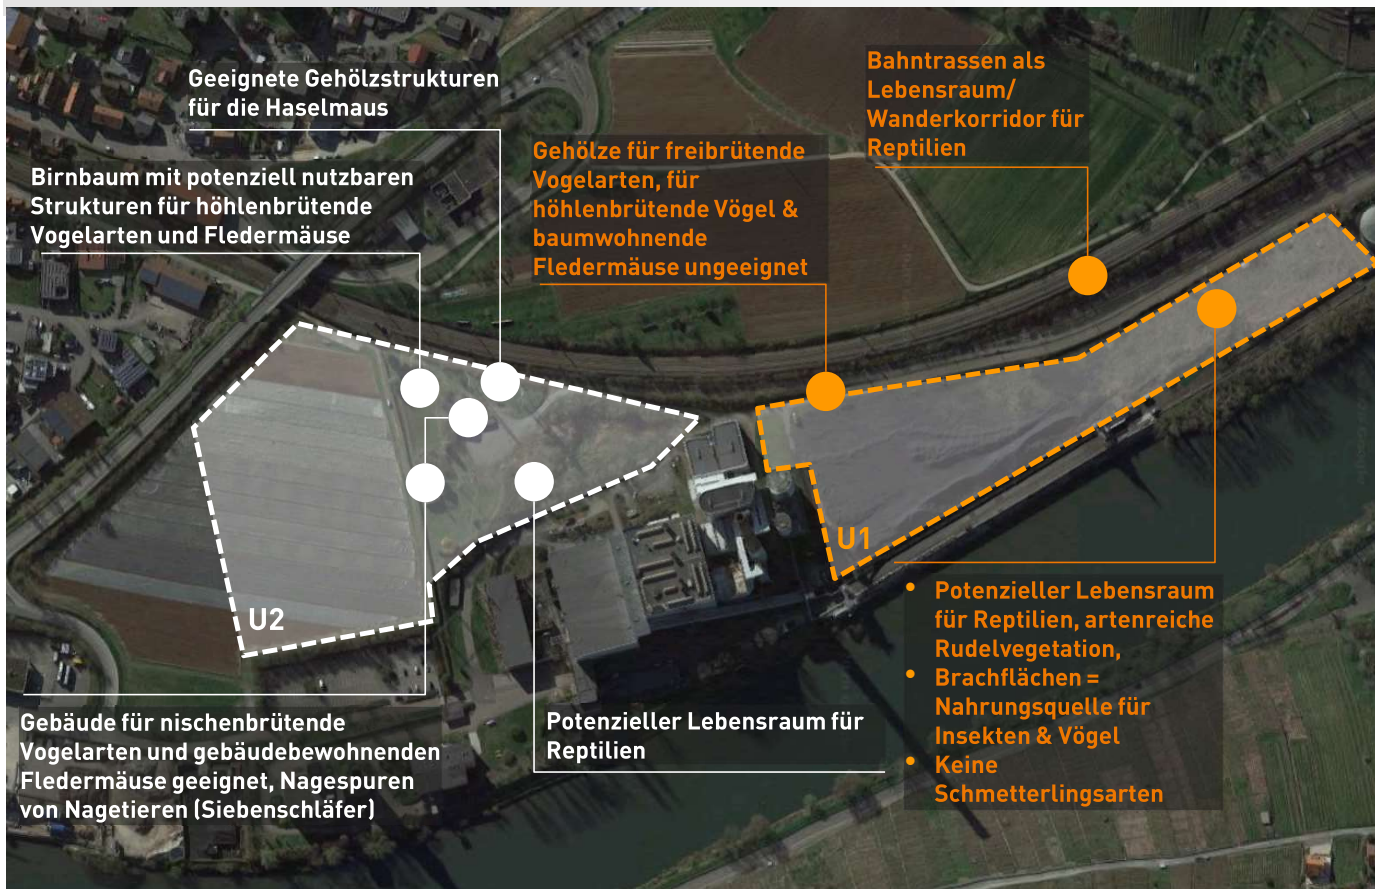 Geeignete Gehölzstrukturen
für die Haselmaus
Birnbaum mit potenziell nutzbaren
Strukturen für höhlenbrütende
Vogelarten und Fledermäuse
Gehölze für freibrütende
Vogelarten, für
höhlenbrütende Vögel &
baumwohnende
Fledermäuse ungeeignet
Bahntrassen als
Lebensraum/
Wanderkorridor für
Reptilien
U1
U2
Gebäude für nischenbrütende
Vogelarten und gebäudebewohnenden
Fledermäuse geeignet, Nagespuren
von Nagetieren (Siebenschläfer)
Potenzieller Lebensraum für
Reptilien
• Potenzieller Lebensraum
für Reptilien, artenreiche
Rudelvegetation,
• Brachflächen =
Nahrungsquelle für
Insekten & Vögel
• Keine
Schmetterlingsarten